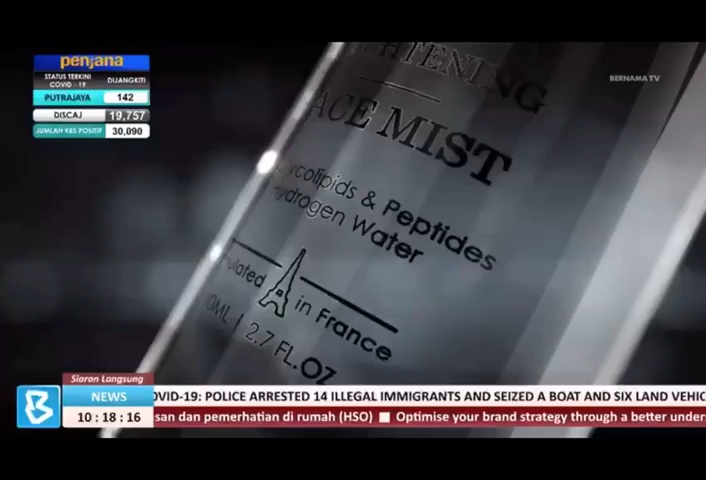 penjana
STATUS TERKINI
COVID - 19
DIJANGKITI
PUTRAJAYA 142
DISCAJ 19,757
JUMLAH KES POSITIF 30,090
BERNAMA TV
FACE MIST
& Peptides
Hydrogen Water
in France
2.7 FL.OZ
Siaran Langsung
NEWS
OVID-19: POLICE ARRESTED 14 ILLEGAL IMMIGRANTS AND SEIZED A BOAT AND SIX LAND VEHIC
10 : 18 : 16
san dan pemerhatian di rumah (HSO) Optimise your brand strategy through a better under